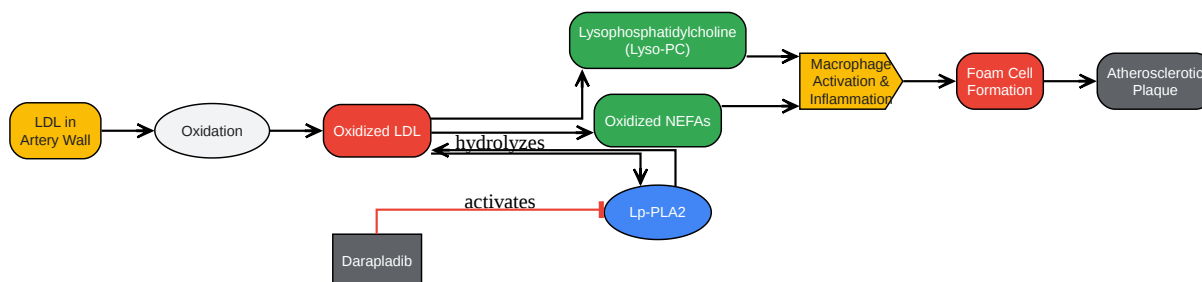 Lysophosphatidylcholine
(Lyso-PC)
Macrophage
Activation &
Inflammation
Foam Cell
Formation
Atherosclerotic
Plaque
LDL in
Artery Wall
Oxidation
Oxidized LDL
Oxidized NEFAs
hydrolyzes
activates
Lp-PLA2
Darapladib